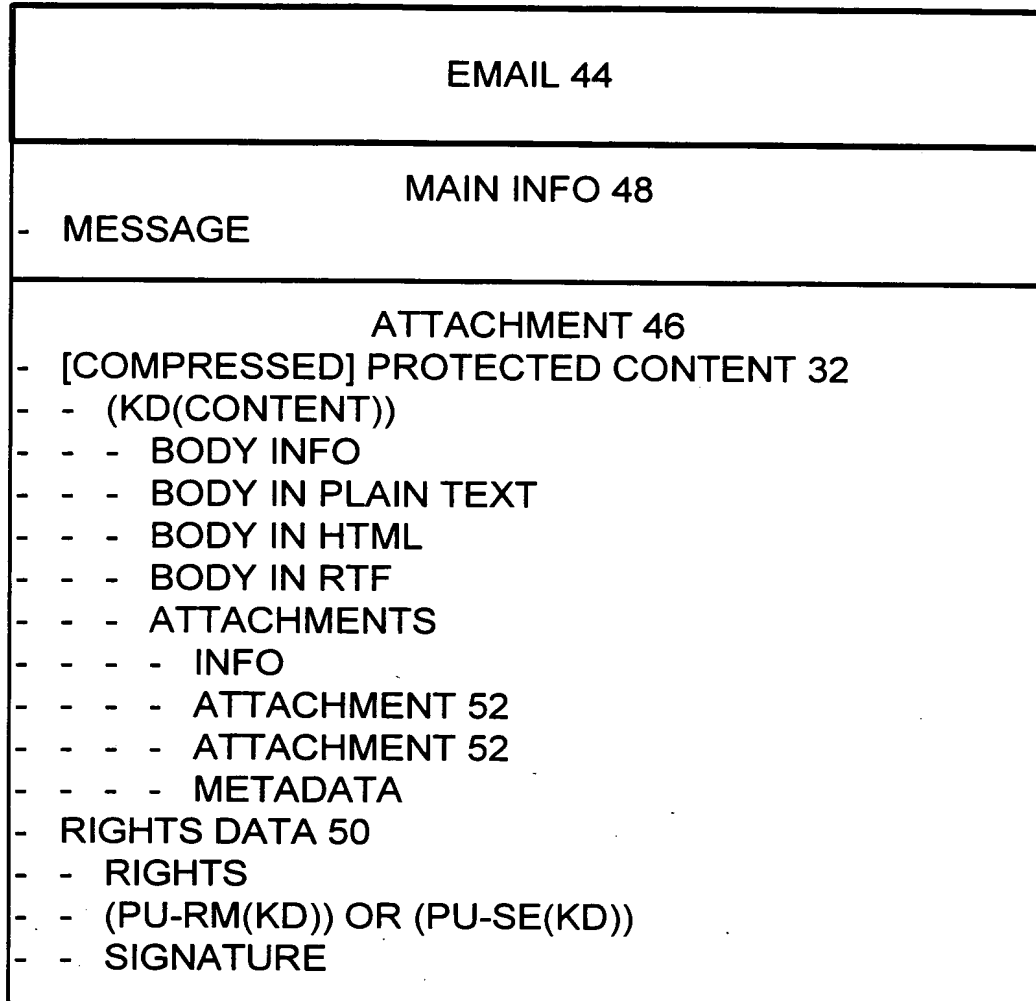 EMAIL 44
MAIN INFO 48
- MESSAGE
ATTACHMENT 46
- [COMPRESSED] PROTECTED CONTENT 32
- - (KD(CONTENT))
- - - BODY INFO
- - - BODY IN PLAIN TEXT
- - - BODY IN HTML
- - - BODY IN RTF
- - - ATTACHMENTS
- - - - INFO
- - - - ATTACHMENT 52
- - - - ATTACHMENT 52
- - - - METADATA
- RIGHTS DATA 50
- - RIGHTS
- - (PU-RM(KD)) OR (PU-SE(KD))
- - SIGNATURE